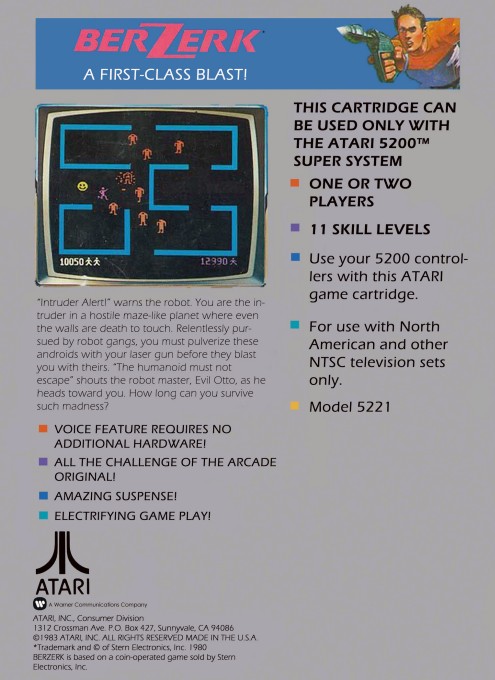 BERZERK*
A FIRST-CLASS BLAST!
10050
12990
"Intruder Alert!" warns the robot. You are the in-
truder in a hostile maze-like planet where even
the walls are death to touch. Relentlessly pur-
sued by robot gangs, you must pulverize these
androids with your laser gun before they blast
you with theirs. "The humanoid must not
escape" shouts the robot master, Evil Otto, as he
heads toward you. How long can you survive
such madness?
VOICE FEATURE REQUIRES NO
ADDITIONAL HARDWARE!
ALL THE CHALLENGE OF THE ARCADE
ORIGINAL!
AMAZING SUSPENSE!
ELECTRIFYING GAME PLAY!
THIS CARTRIDGE CAN
BE USED ONLY WITH
THE ATARI 5200™
SUPER SYSTEM
ONE OR TWO
PLAYERS
11 SKILL LEVELS
Use your 5200 control-
lers with this ATARI
game cartridge.
For use with North
American and other
NTSC television sets
only.
Model 5221
ATARI
A Warner Communications Company
ATARI, INC., Consumer Division
1312 Crossman Ave. P.O. Box 427, Sunnyvale, CA 94086
©1983 ATARI, INC. ALL RIGHTS RESERVED MADE IN THE U.S.A.
*Trademark and © of Stern Electronics, Inc. 1980
BERZERK is based on a coin-operated game sold by Stern
Electronics, Inc.